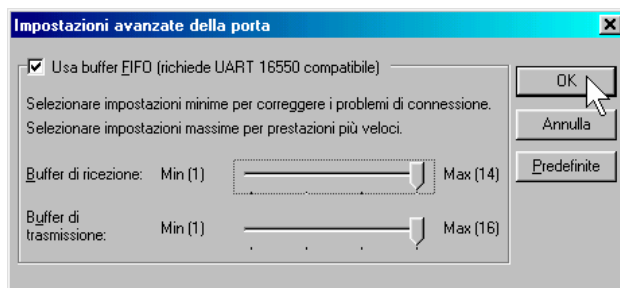 Impostazioni avanzate della porta
Usa buffer FIFO (richiede UART 16550 compatibile)
OK
Selezionare impostazioni minime per correggere i problemi di connessione.
Selezionare impostazioni massime per prestazioni più veloci.
Annulla
Buffer di ricezione: Min (1) Max (14)
Predefinite
Buffer di
trasmissione: Min (1) Max (16)